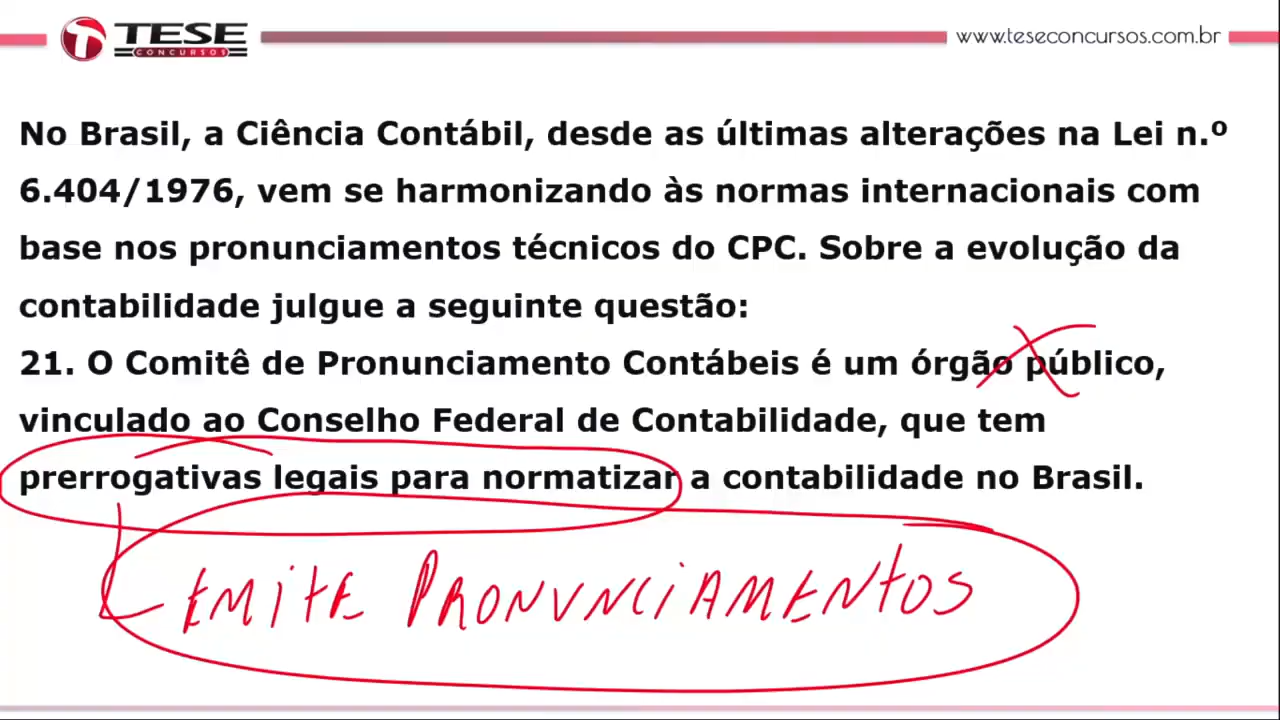 TESE
CONCURSOS
www.teseconcursos.com.br
No Brasil, a Ciência Contábil, desde as últimas alterações na Lei n.º
6.404/1976, vem se harmonizando às normas internacionais com
base nos pronunciamentos técnicos do CPC. Sobre a evolução da
contabilidade julgue a seguinte questão:
21. O Comitê de Pronunciamento Contábeis é um órgão público,
vinculado ao Conselho Federal de Contabilidade, que tem
prerrogativas legais para normatizar a contabilidade no Brasil.
EMITE PRONUNCIAMENTOS